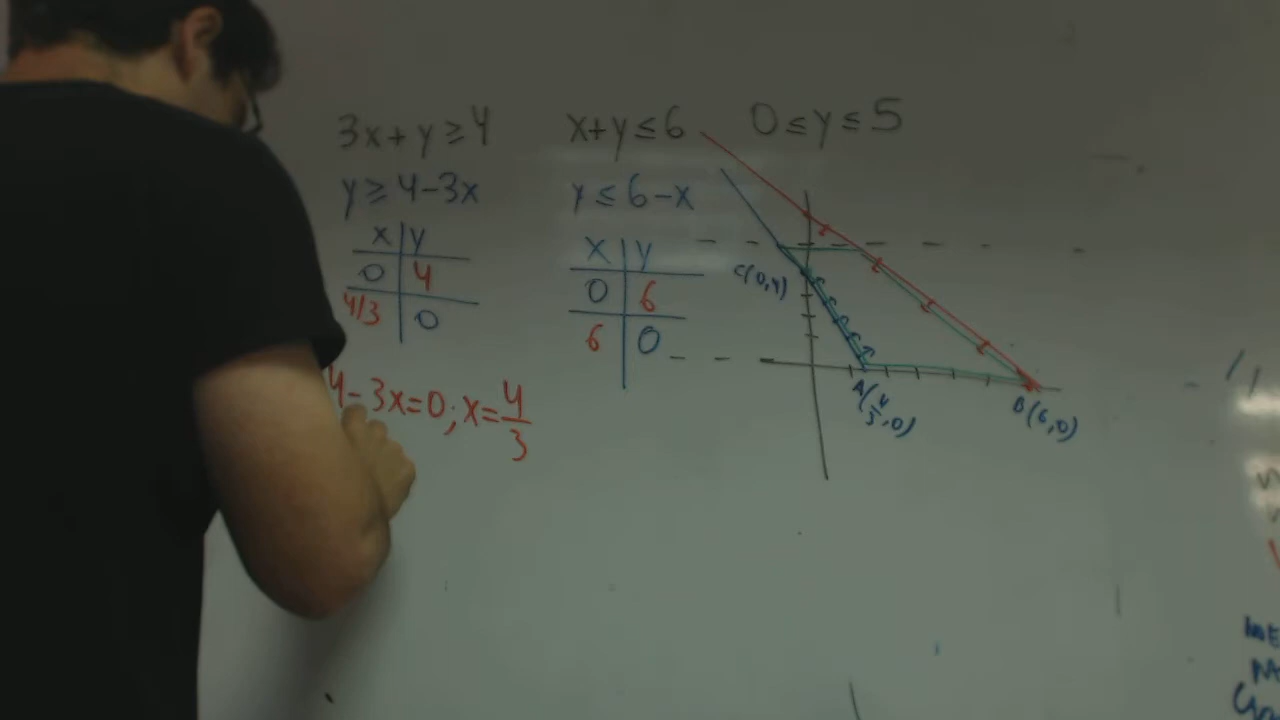 3x+y≥4
y≥4-3x
x y
0 4
4/3 0
4-3x=0; x=4/3
x+y≤6
y≤6-x
x y
0 6
6 0
0≤y≤5
C(0,4)
A(4/3,0)
B(6,0)